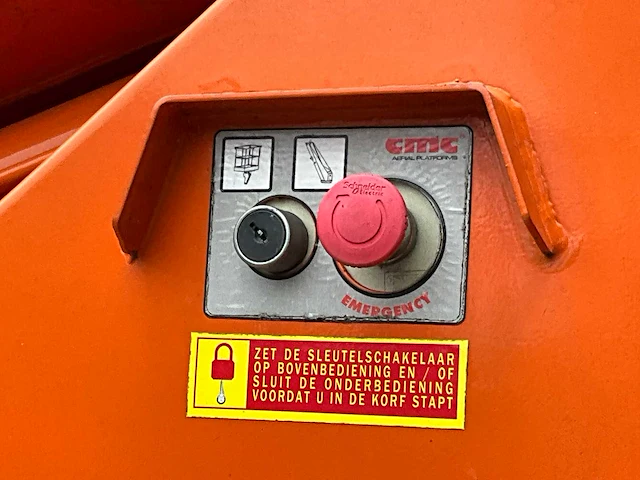 cmc
AERIAL PLATFORMS
Schneider
Electric
EMERGENCY
ZET DE SLEUTELSCHAKELAAR
OP BOVENBEDIENING EN / OF
SLUIT DE ONDERBEDIENING
VOORDAT U IN DE KORF STAPT